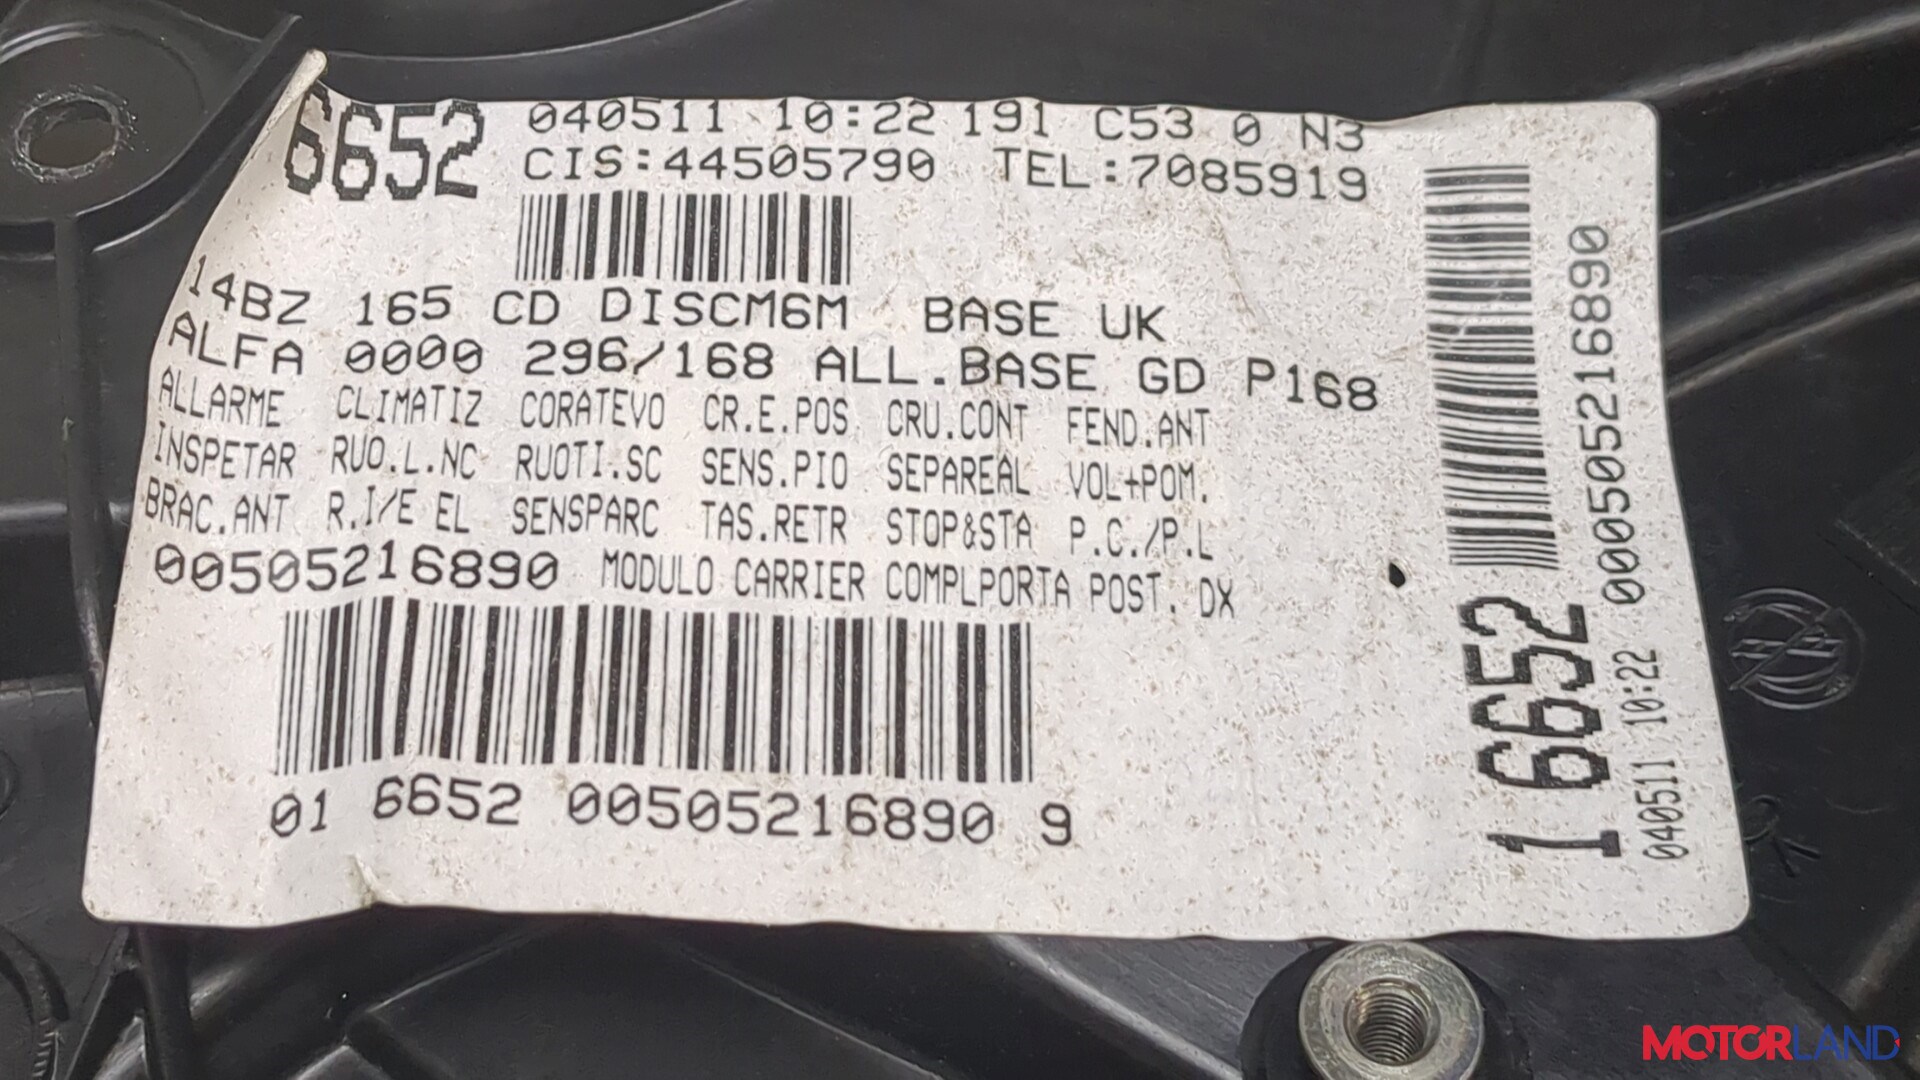 6652 040511 10:22 191 C53 0 N3
CIS:44505790 TEL:7085919
14BZ 165 CD DISCM6M BASE UK
ALFA 0000 296/168 ALL.BASE GD P168
ALLARME CLIMATIZ CORATEVO CR.E.POS CRU.CONT FEND.ANT
INSPETAR RUO.L.NC RUOTI.SC SENS.PIO SEPAREAL VOL+POM.
BRAC.ANT R.I/E EL SENSPARC TAS.RETR STOP&STA P.C./P.L
00505216890 MODULO CARRIER COMPLPORTA POST. DX
01 6652 00505216890 9
1 6652 00050505216890
040511 10:22
MOTORLAND